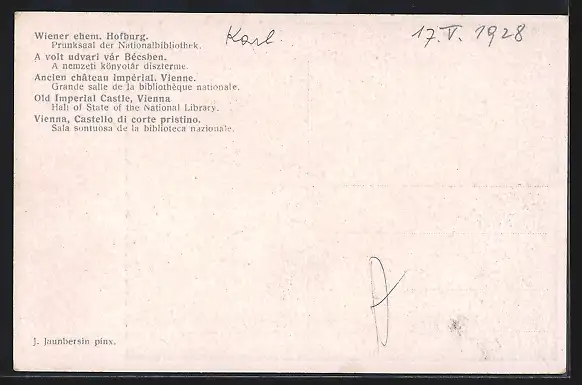 Wiener ehem. Hofburg.
Prunksaal der Nationalbibliothek.
A volt udvari vár Bécsben.
A nemzeti könyvtár diszterme.
Ancien château impérial. Vienne.
Grande salle de la bibliothèque nationale.
Old Imperial Castle, Vienna
Hall of State of the National Library.
Vienna, Castello di corte pristino.
Sala sontuosa de la biblioteca nazionale.
Karl.
17. V. 1928
J. Jaunbersin pinx.